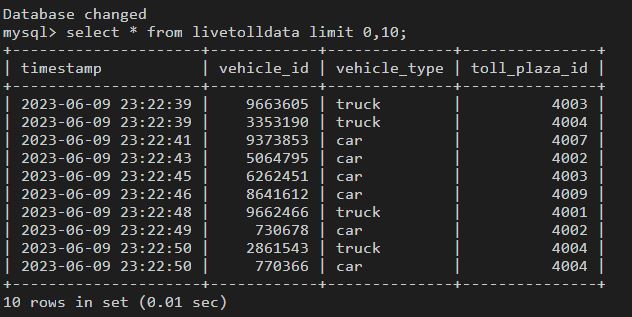 Database changed
mysql> select * from livetolldata limit 0,10;
+---------------------+------------+--------------+---------------+
| timestamp           | vehicle_id | vehicle_type | toll_plaza_id |
+---------------------+------------+--------------+---------------+
| 2023-06-09 23:22:39 |    9663605 | truck        |          4003 |
| 2023-06-09 23:22:39 |    3353190 | truck        |          4004 |
| 2023-06-09 23:22:41 |    9373853 | car          |          4007 |
| 2023-06-09 23:22:43 |    5064795 | car          |          4002 |
| 2023-06-09 23:22:45 |    6262451 | car          |          4003 |
| 2023-06-09 23:22:46 |    8641612 | car          |          4009 |
| 2023-06-09 23:22:48 |    9662466 | truck        |          4001 |
| 2023-06-09 23:22:49 |     730678 | car          |          4002 |
| 2023-06-09 23:22:50 |    2861543 | truck        |          4004 |
| 2023-06-09 23:22:50 |     770366 | car          |          4004 |
+---------------------+------------+--------------+---------------+
10 rows in set (0.01 sec)